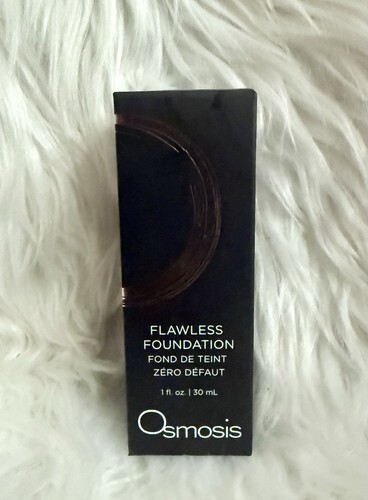 FLAWLESS
FOUNDATION
FOND DE TEINT
ZÉRO DÉFAUT
1 fl. oz. | 30 mL
Osmosis